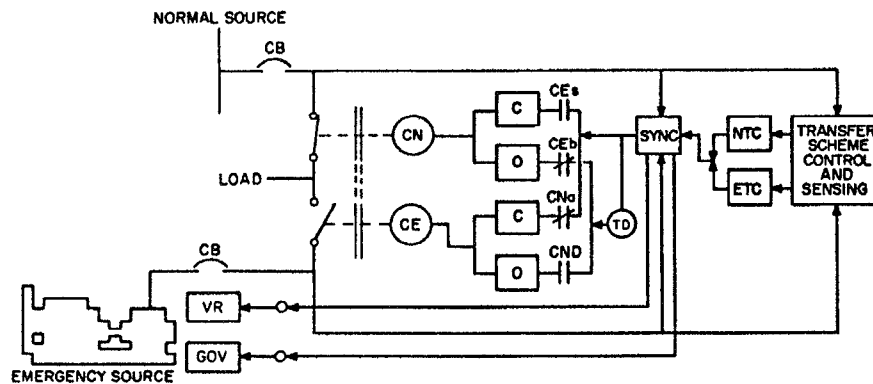 NORMAL SOURCE
CB
CEs
C
CN
SYNC
NTC
TRANSFER
SCHEME
CONTROL
AND
SENSING
CEb
O
LOAD
ETC
CNa
C
CE
TD
CND
O
CB
VR
GOV
EMERGENCY SOURCE